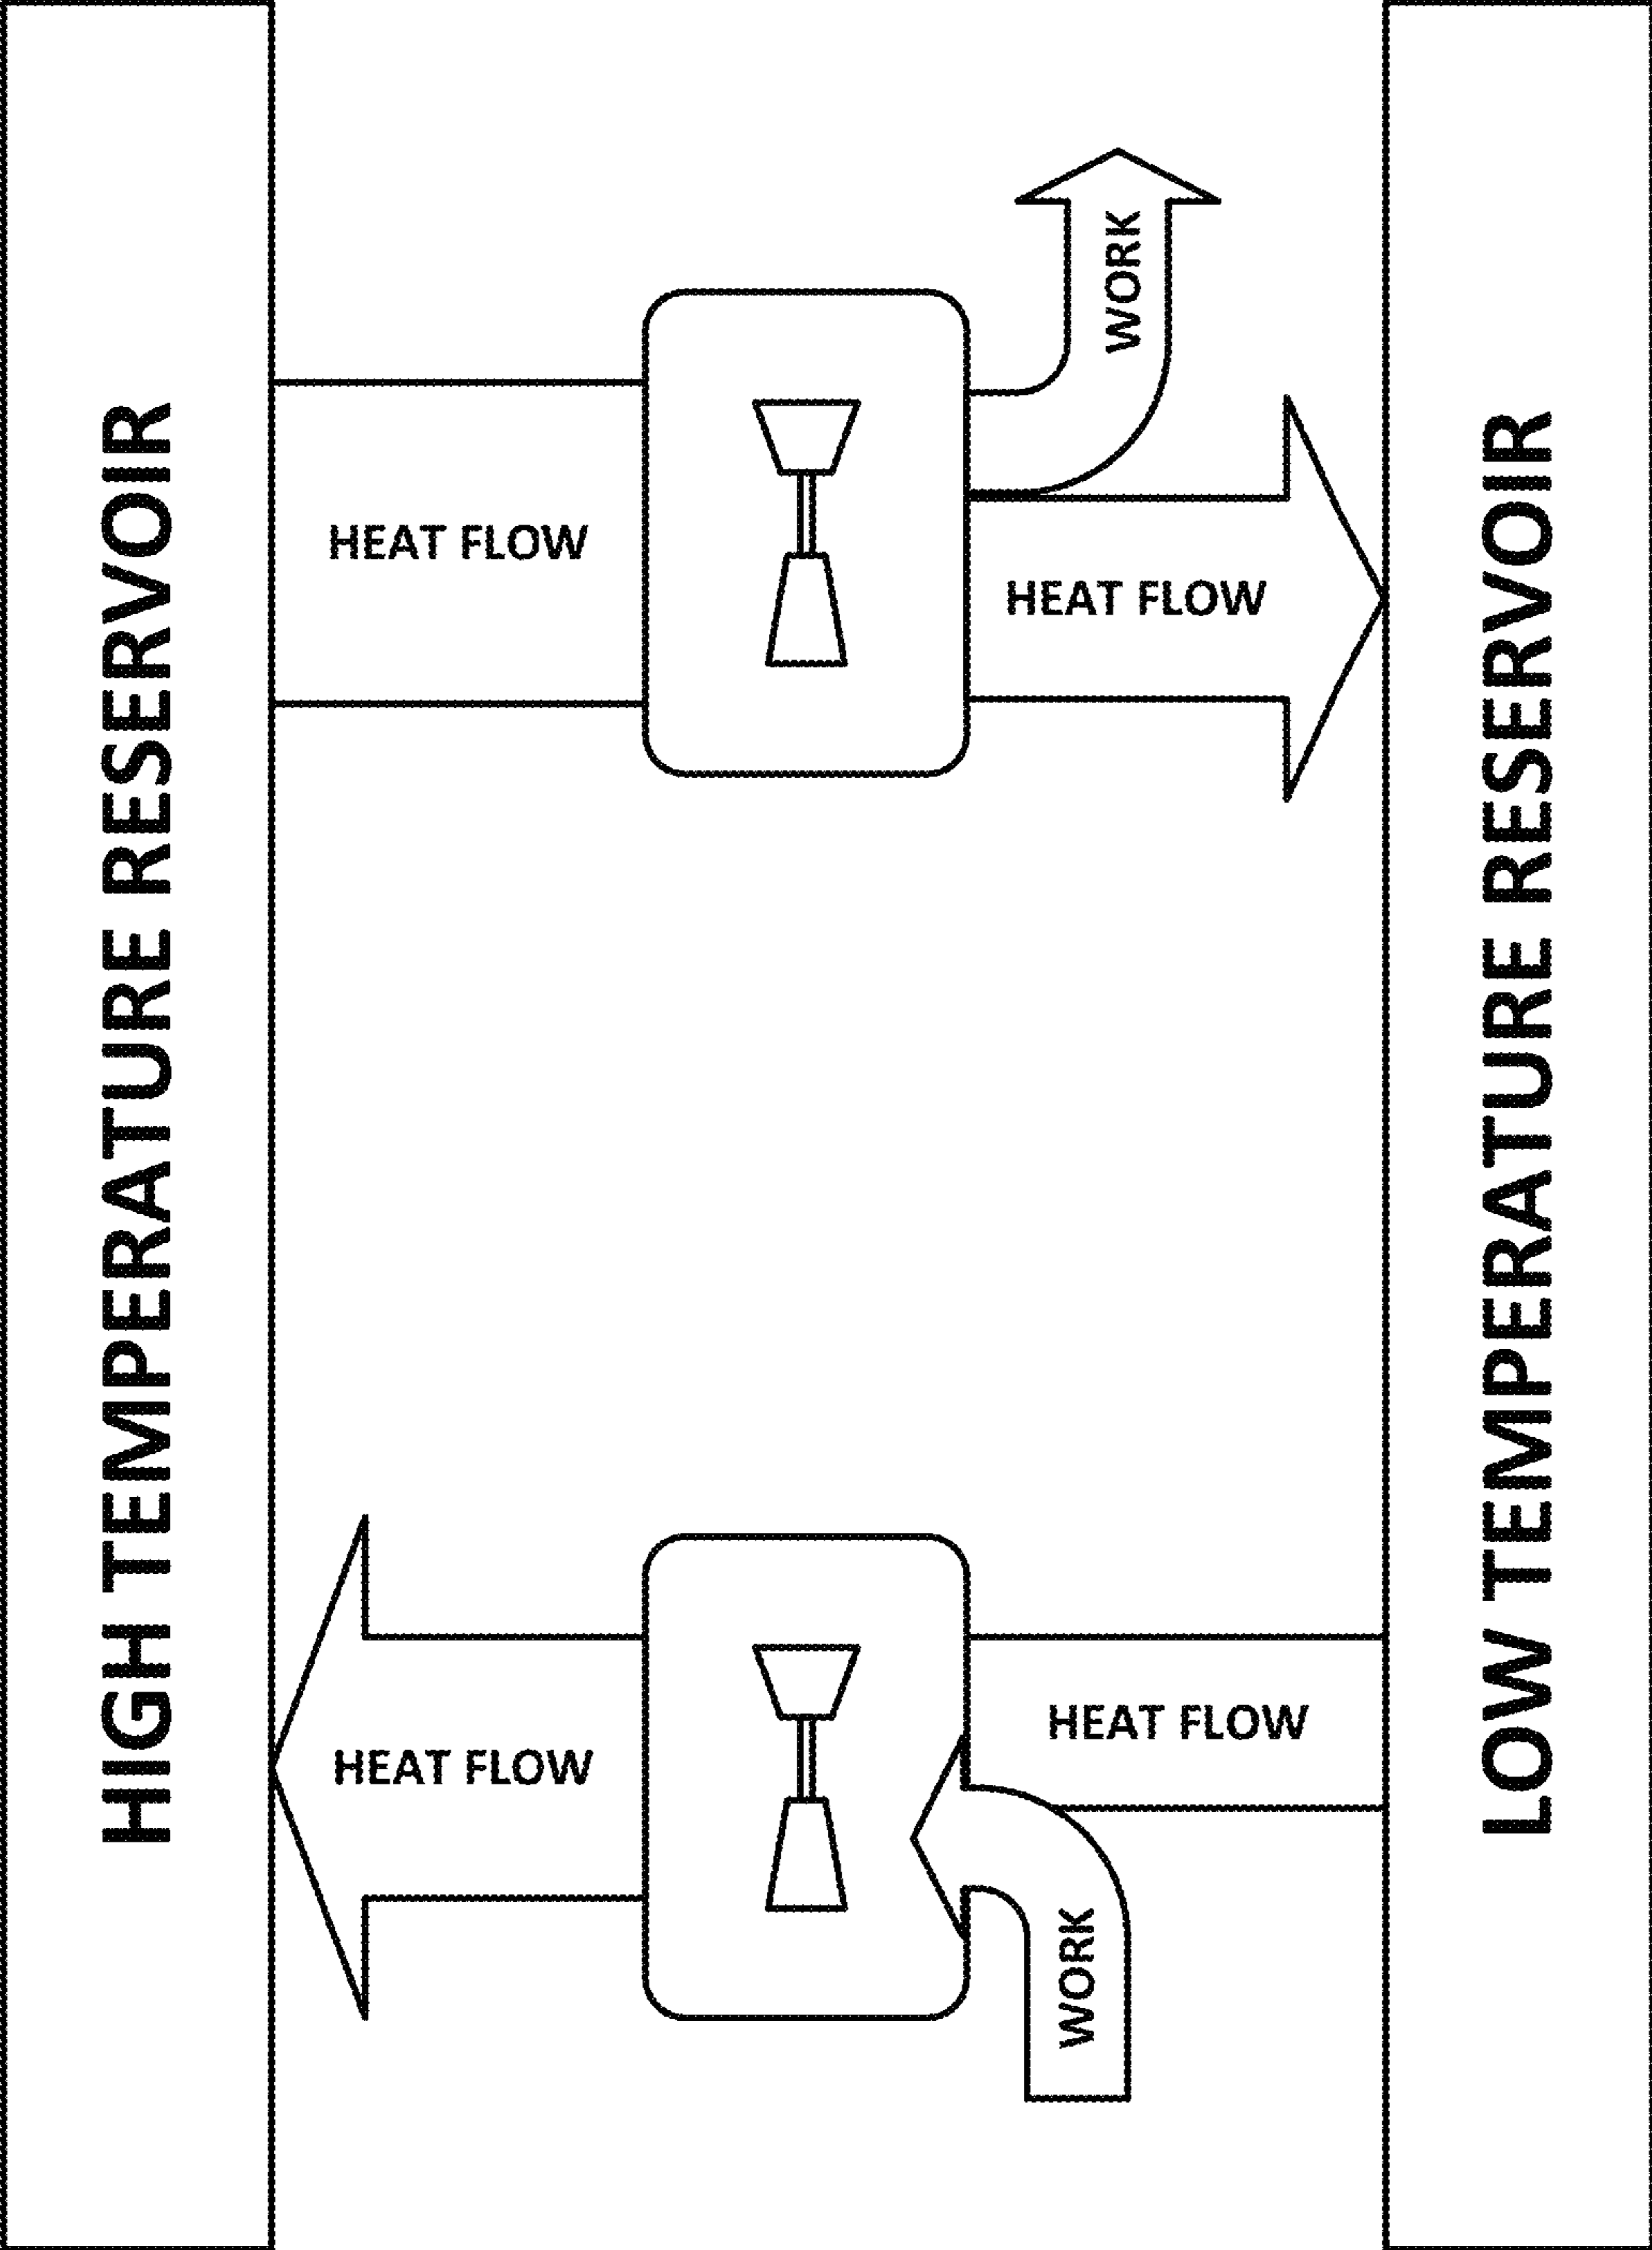 HIGH TEMPERATURE RESERVOIR
WORK
HEAT FLOW
HEAT FLOW
LOW TEMPERATURE RESERVOIR
HEAT FLOW
HEAT FLOW
WORK